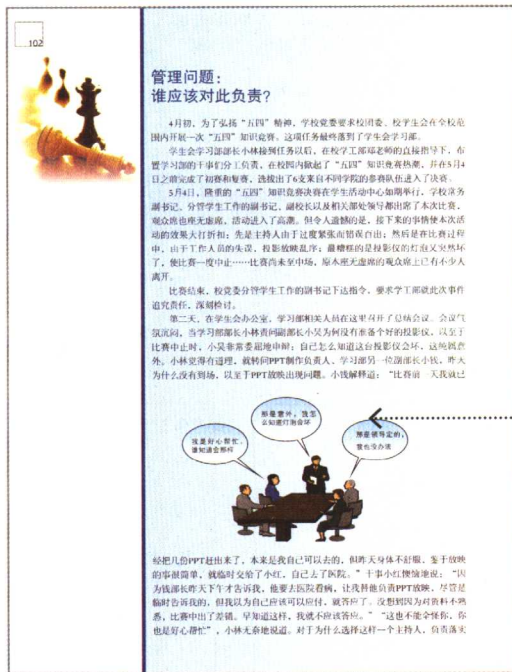 102
管理问题：
谁应该对此负责？
4月初，为了弘扬“五四”精神，学校党委要求校团委、校学生会在全校范
围内开展一次“五四”知识竞赛。这项任务最终落到了学生会学习部。
学生会学习部部长小林接到任务以后，在校学工部邓老师的直接指导下，布
置学习部的干事们分工负责，在校园内掀起了“五四”知识竞赛热潮，并在5月4
日之前完成了初赛和复赛，选拔出了6支来自不同学院的参赛队伍进入了决赛。
5月4日，隆重的“五四”知识竞赛决赛在学生活动中心如期举行，学校常务
副书记、分管学生工作的副书记、副校长以及相关部处领导都出席了本次比赛，
观众席也座无虚席，活动进入了高潮。但令人遗憾的是，接下来的事情使本次活
动的效果大打折扣：先是主持人由于过度紧张而错误百出；然后是在比赛过程
中，由于工作人员的失误，投影放映乱序；最糟糕的是投影仪的灯泡又突然坏
了，使比赛一度中止……比赛尚未至中场，原本座无虚席的观众席上已有不少人
离开。
比赛结束，校党委分管学生工作的副书记下达指令，要求学工部就此次事件
追究责任，深刻检讨。
第二天，在学生会办公室，学习部相关人员在这里召开了总结会议。会议气
氛沉闷，当学习部部长小林责问副部长小吴为何没有准备个好的投影仪，以至于
比赛中止时，小吴非常委屈地申辩：自己怎么知道这台投影仪会坏，这纯属意
外。小林觉得有道理，就转问PPT制作负责人、学习部另一位副部长小钱，昨天
为什么没有到场，以至于PPT放映出现问题。小钱解释道：“比赛前一天我就已
我是好心帮忙，
谁知道会那样
那是意外，我怎
么知道灯泡会坏
那是领导定的，
我也没办法
经把几份PPT赶出来了，本来是我自己可以去的，但昨天身体不舒服，鉴于放映
的事很简单，就临时交给了小红，自己去了医院。”干事小红懊恼地说：“因
为钱部长昨天下午才告诉我，他要去医院看病，让我替他负责PPT放映，尽管是
临时告诉我的，但我以为自己应该可以应付，就答应了。没想到因为对资料不熟
悉，比赛中出了差错。早知道这样，我就不应该答应。”“这也不能全怪你，你
也是好心帮忙”，小林无奈地说道。对于为什么选择这样一个主持人，负责落实